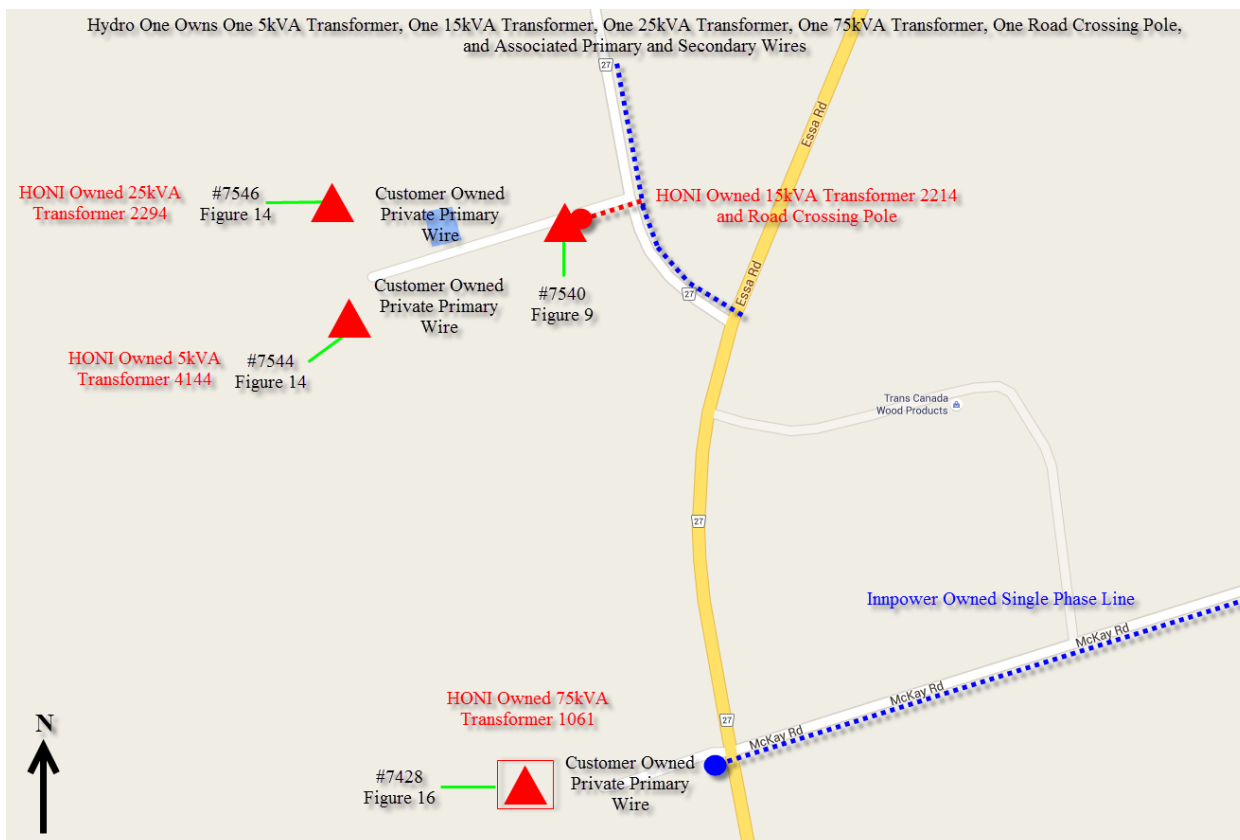 Hydro One Owns One 5kVA Transformer, One 15kVA Transformer, One 25kVA Transformer, One 75kVA Transformer, One Road Crossing Pole,
and Associated Primary and Secondary Wires
27
Essa Rd
HONI Owned 25kVA
Transformer 2294
#7546
Figure 14
Customer Owned
Private Primary
Wire
HONI Owned 15kVA Transformer 2214
and Road Crossing Pole
Customer Owned
Private Primary
Wire
#7540
Figure 9
27
Essa Rd
HONI Owned 5kVA
Transformer 4144
#7544
Figure 14
Trans Canada
Wood Products
27
Innpower Owned Single Phase Line
McKay Rd
McKay Rd
McKay Rd
HONI Owned 75kVA
Transformer 1061
27
N
#7428
Figure 16
Customer Owned
Private Primary
Wire